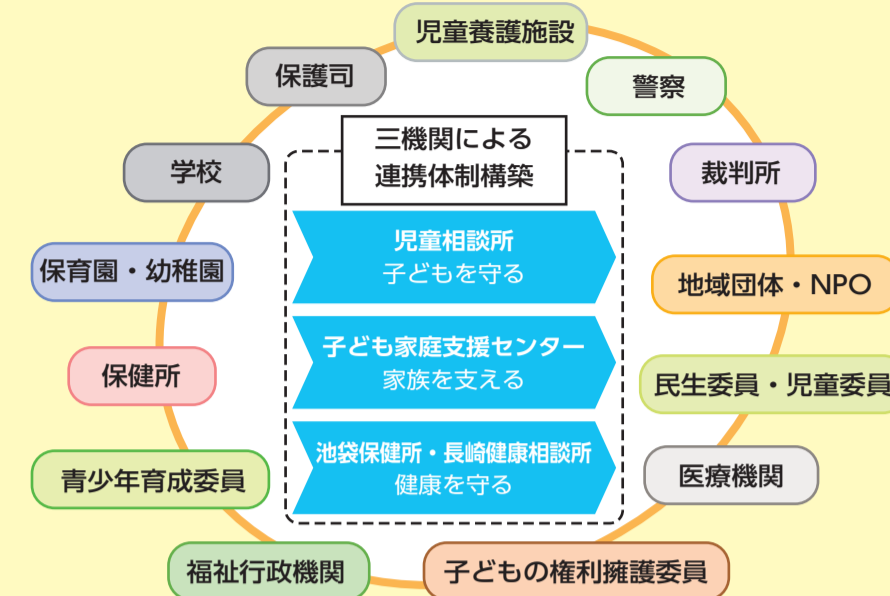 児童養護施設
保護司
警察
学校
裁判所
保育園・幼稚園
地域団体・NPO
保健所
民生委員・児童委員
青少年育成委員
医療機関
福祉行政機関
子どもの権利擁護委員
三機関による
連携体制構築
児童相談所
子どもを守る
子ども家庭支援センター
家族を支える
池袋保健所・長崎健康相談所
健康を守る